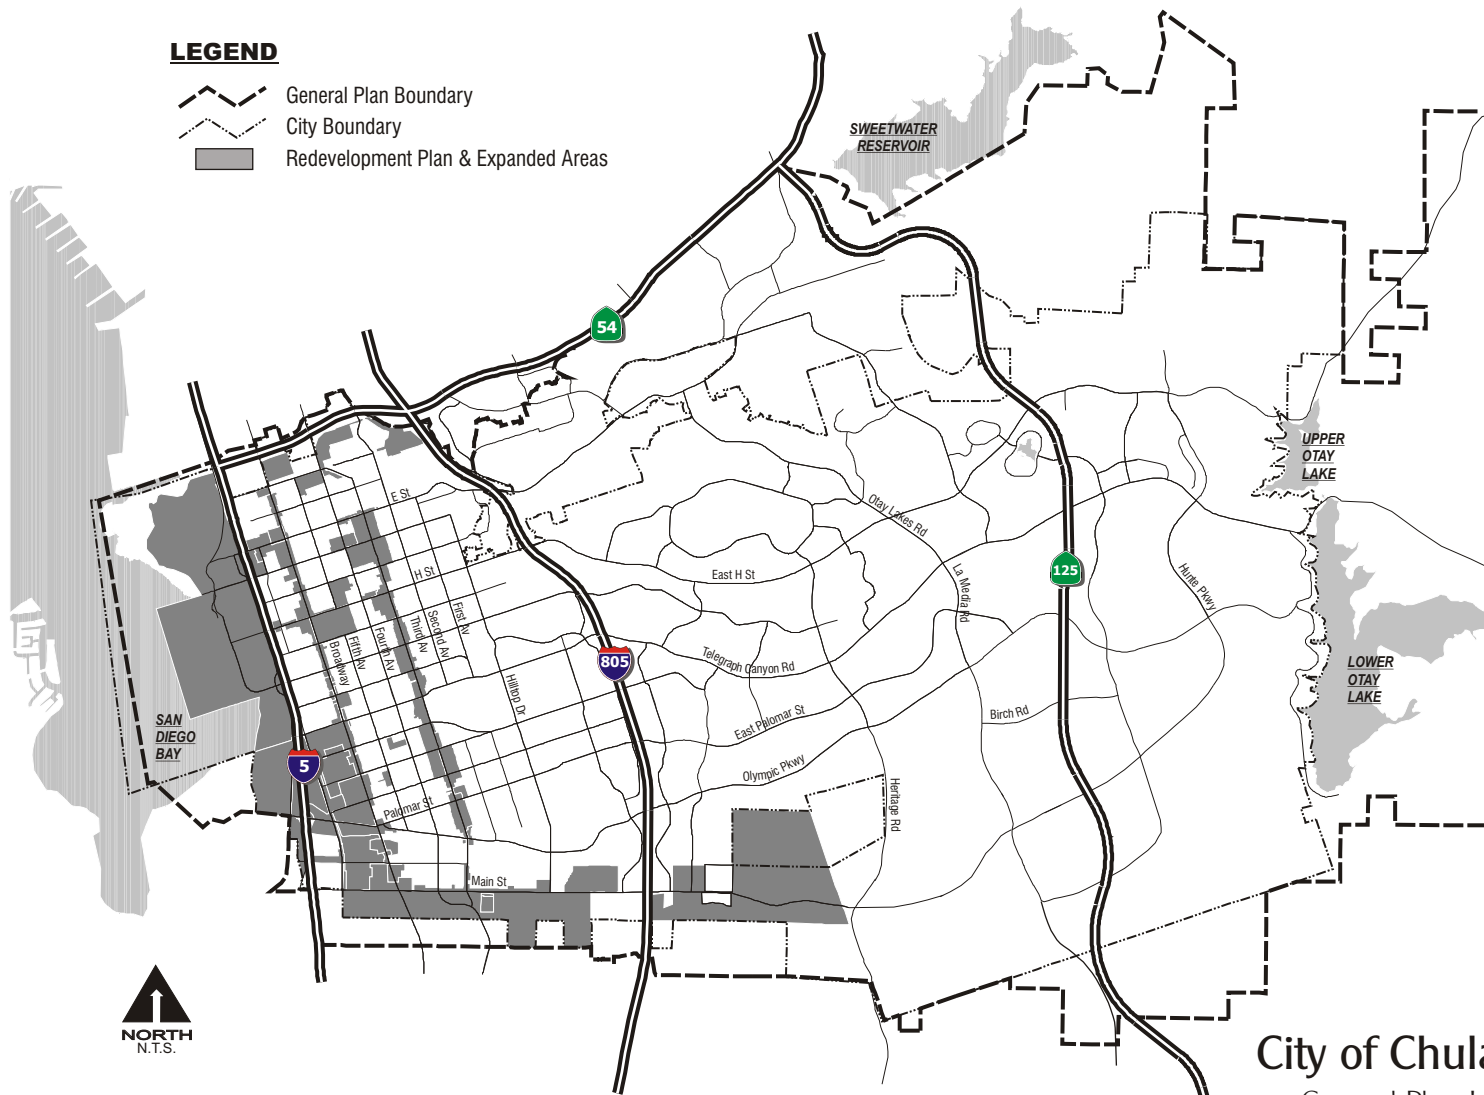 LEGEND
General Plan Boundary
City Boundary
Redevelopment Plan & Expanded Areas
SWEETWATER
RESERVOIR
54
UPPER
OTAY
LAKE
E St
Otay Lakes Rd
H St
East H St
125
La Media Rd
Hunte Pkwy
First Av
Second Av
Third Av
Fourth Av
Fifth Av
Broadway
805
Telegraph Canyon Rd
Hilltop Dr
LOWER
OTAY
LAKE
SAN
DIEGO
BAY
East Palomar St
Birch Rd
5
Olympic Pkwy
Heritage Rd
Palomar St
Main St
NORTH
N.T.S.
City of Chula